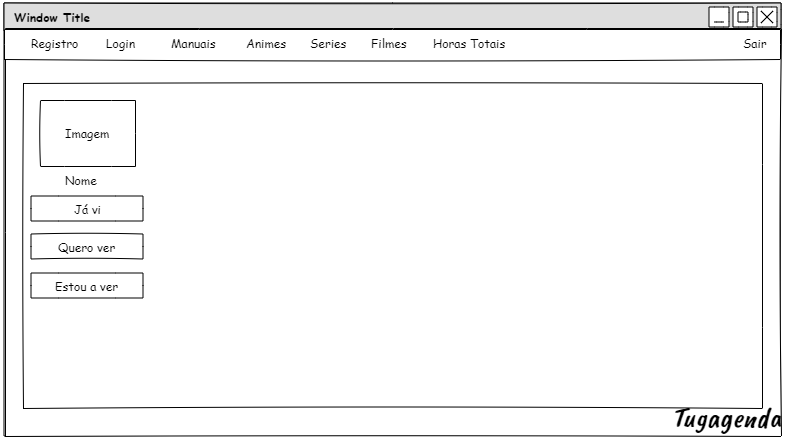 Window Title
Registro Login Manuais Animes Series Filmes Horas Totais Sair
Imagem
Nome
Já vi
Quero ver
Estou a ver
Tugagenda